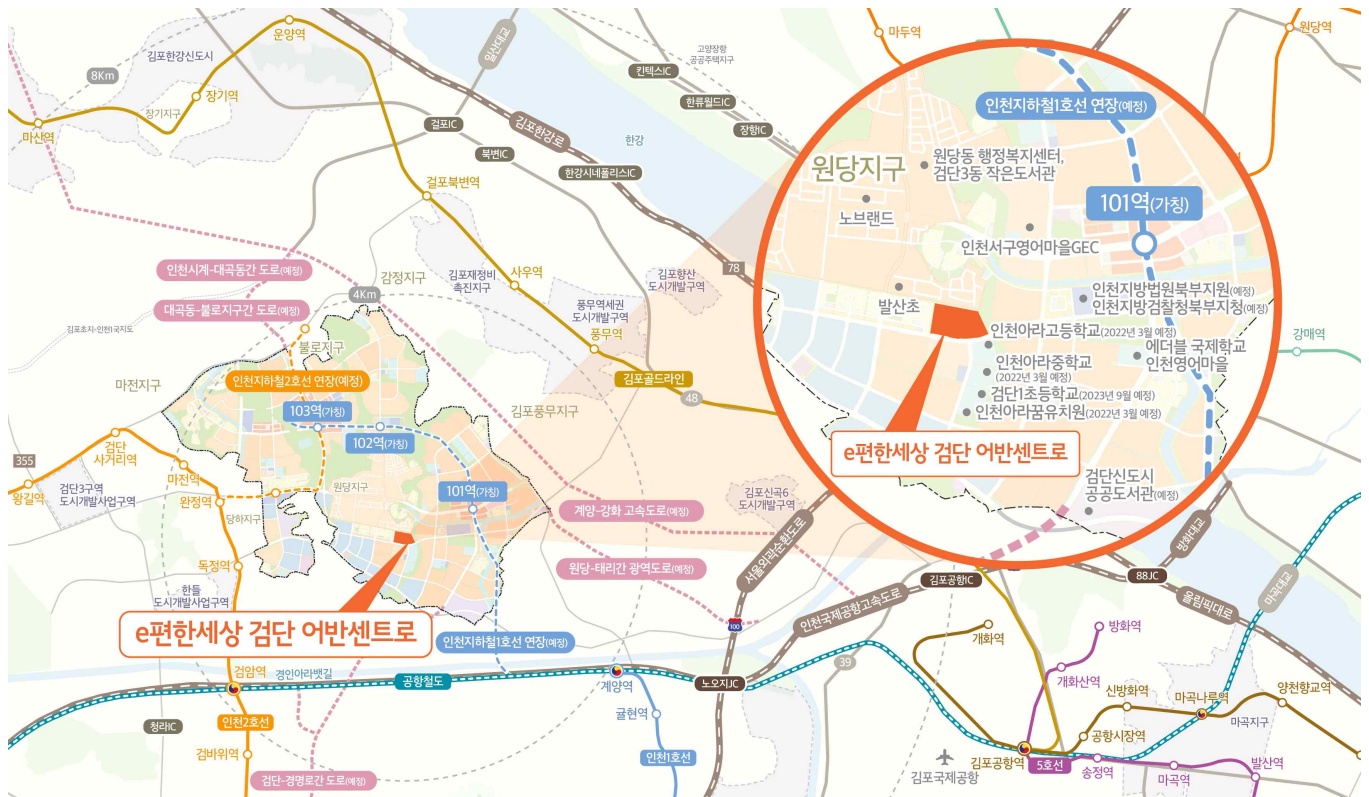 운양역
김포한강신도시
8Km
장기역
장기지구
마산역
일산대교
걸포IC
북변IC
김포한강로
한강시네폴리스IC
한강
고양장항
공공주택지구
킨텍스IC
한류월드IC
장항IC
마두역
원당역
걸포북변역
인천시계-대곡동간 도로(예정)
감정지구
4Km
대곡동-불로지구간 도로(예정)
김포초지-인천1국지도
사우역
김포재정비
촉진지구
풍무역세권
도시개발구역
풍무역
김포향산
도시개발구역
78
불로지구
마전지구
인천지하철2호선 연장(예정)
103역(가칭)
102역(가칭)
김포골드라인
48
김포풍무지구
검단
사거리역
355
왕길역
검단3구역
도시개발사업구역
마전역
완정역
당하지구
원당지구
101역(가칭)
독정역
한들
도시개발사업구역
계양-강화 고속도로(예정)
원당-태리간 광역도로(예정)
김포신곡6
도시개발구역
서울외곽순환도로
100
e편한세상 검단 어반센트로
인천지하철1호선 연장(예정)
검암역
경인아라뱃길
공항철도
계양역
노오지JC
인천국제공항고속도로
김포공항IC
청라IC
인천2호선
검바위역
검단-경명로간 도로(예정)
귤현역
인천1호선
39
인천지하철1호선 연장(예정)
원당지구
원당동 행정복지센터,
검단3동 작은도서관
노브랜드
101역(가칭)
인천서구영어마을GEC
발산초
인천지방법원북부지원(예정)
인천지방검찰청북부지청(예정)
인천아라고등학교(2022년 3월 예정)
에더블 국제학교
인천영어마을
인천아라중학교
(2022년 3월 예정)
검단1초등학교(2023년 9월 예정)
인천아라꿈유치원(2022년 3월 예정)
e편한세상 검단 어반센트로
검단신도시
공공도서관(예정)
강매역
방화대교
88JC
올림픽대로
마곡대교
개화역
방화역
개화산역
신방화역
마곡나루역
양천향교역
마곡지구
공항시장역
김포공항역
5호선
송정역
마곡역
발산역
김포국제공항